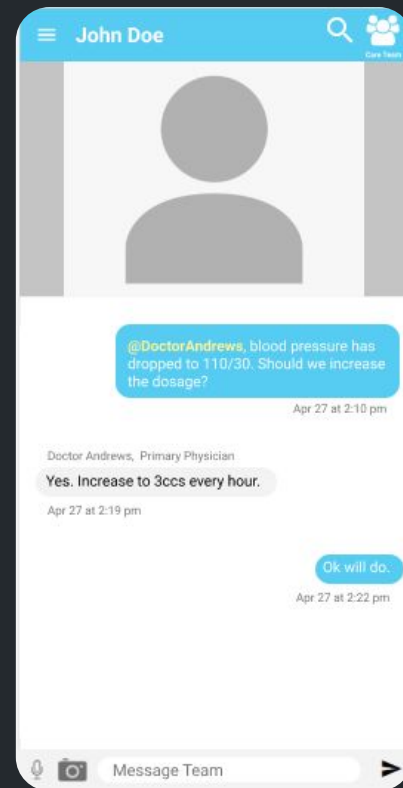 John Doe
Care Team
@DoctorAndrews, blood pressure has
dropped to 110/30. Should we increase
the dosage?
Apr 27 at 2:10 pm
Doctor Andrews, Primary Physician
Yes. Increase to 3ccs every hour.
Apr 27 at 2:19 pm
Ok will do.
Apr 27 at 2:22 pm
Message Team